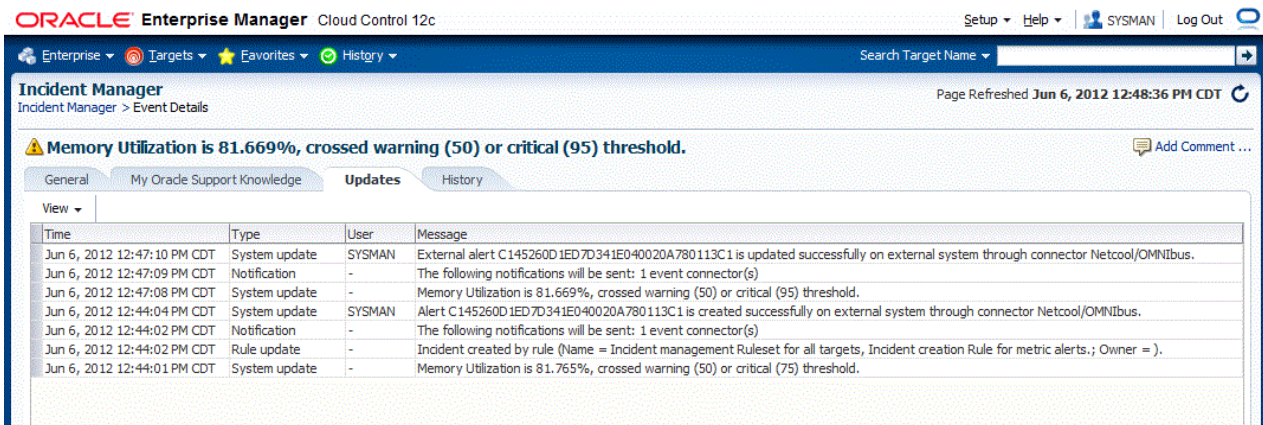 ORACLE Enterprise Manager Cloud Control 12c Setup Help SYSMAN Log Out
Enterprise Targets Favorites History Search Target Name
Incident Manager Page Refreshed Jun 6, 2012 12:48:36 PM CDT
Incident Manager > Event Details
Memory Utilization is 81.669%, crossed warning (50) or critical (95) threshold. Add Comment ...
General My Oracle Support Knowledge Updates History
View
Time Type User Message
Jun 6, 2012 12:47:10 PM CDT System update SYSMAN External alert C145260D1ED7D341E040020A780113C1 is updated successfully on external system through connector Netcool/OMNIbus.
Jun 6, 2012 12:47:09 PM CDT Notification - The following notifications will be sent: 1 event connector(s)
Jun 6, 2012 12:47:08 PM CDT System update - Memory Utilization is 81.669%, crossed warning (50) or critical (95) threshold.
Jun 6, 2012 12:44:04 PM CDT System update SYSMAN Alert C145260D1ED7D341E040020A780113C1 is created successfully on external system through connector Netcool/OMNIbus.
Jun 6, 2012 12:44:02 PM CDT Notification - The following notifications will be sent: 1 event connector(s)
Jun 6, 2012 12:44:02 PM CDT Rule update - Incident created by rule (Name = Incident management Ruleset for all targets, Incident creation Rule for metric alerts.; Owner = ).
Jun 6, 2012 12:44:01 PM CDT System update - Memory Utilization is 81.765%, crossed warning (50) or critical (75) threshold.